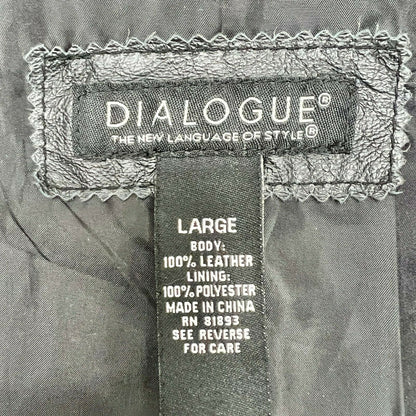 DIALOGUE®
THE NEW LANGUAGE OF STYLE®
LARGE
BODY:
100% LEATHER
LINING:
100% POLYESTER
MADE IN CHINA
RN 81893
SEE REVERSE
FOR CARE